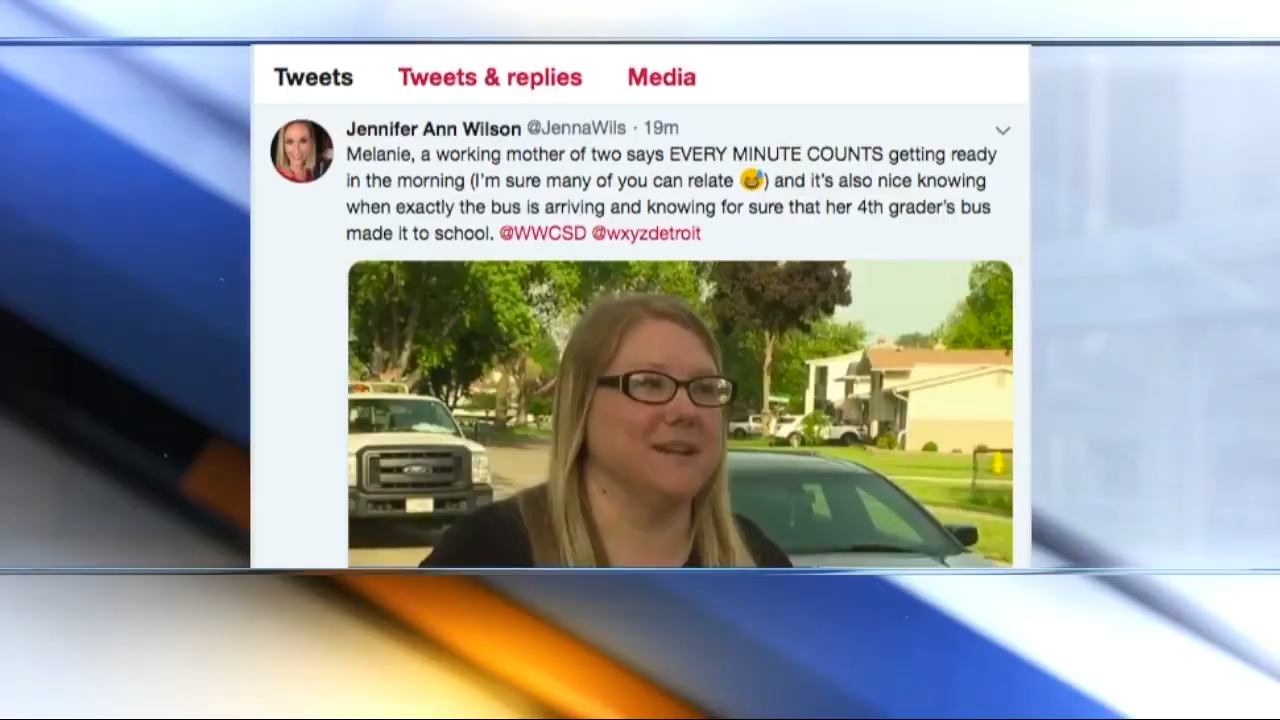 Tweets Tweets & replies Media
Jennifer Ann Wilson @JennaWils · 19m
Melanie, a working mother of two says EVERY MINUTE COUNTS getting ready
in the morning (I'm sure many of you can relate 😅) and it's also nice knowing
when exactly the bus is arriving and knowing for sure that her 4th grader's bus
made it to school. @WWCSD @wxyzdetroit
Ford